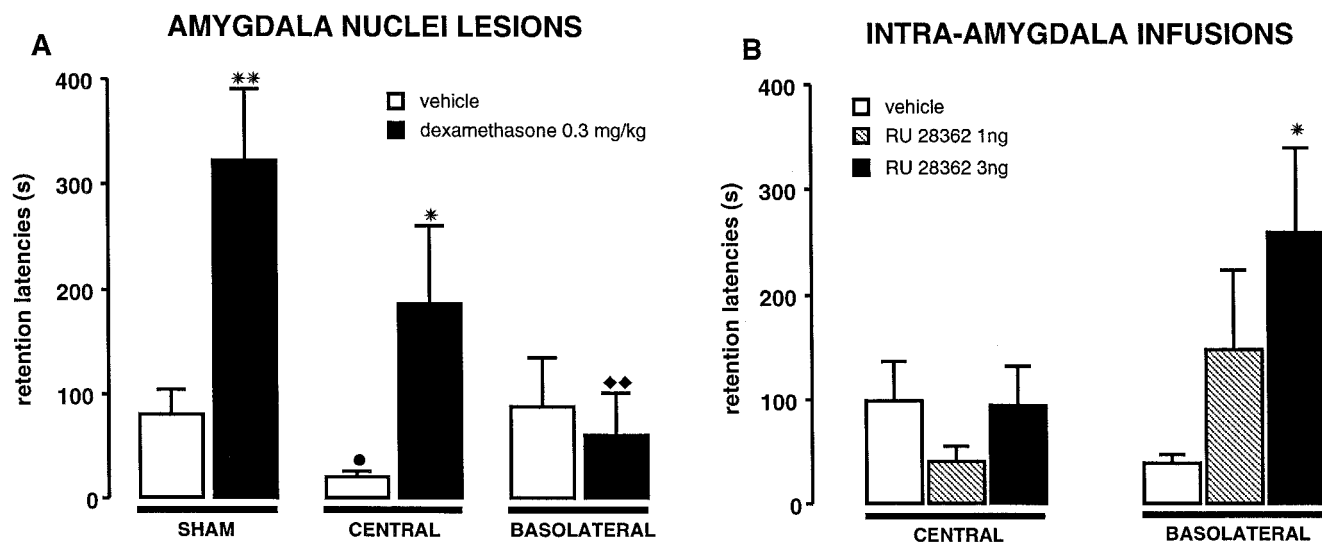 A
AMYGDALA NUCLEI LESIONS
retention latencies (s)
400
300
200
100
0
vehicle
dexamethasone 0.3 mg/kg
**
*
●
◆◆
SHAM
CENTRAL
BASOLATERAL
B
INTRA-AMYGDALA INFUSIONS
retention latencies (s)
400
300
200
100
0
vehicle
RU 28362 1ng
RU 28362 3ng
*
CENTRAL
BASOLATERAL